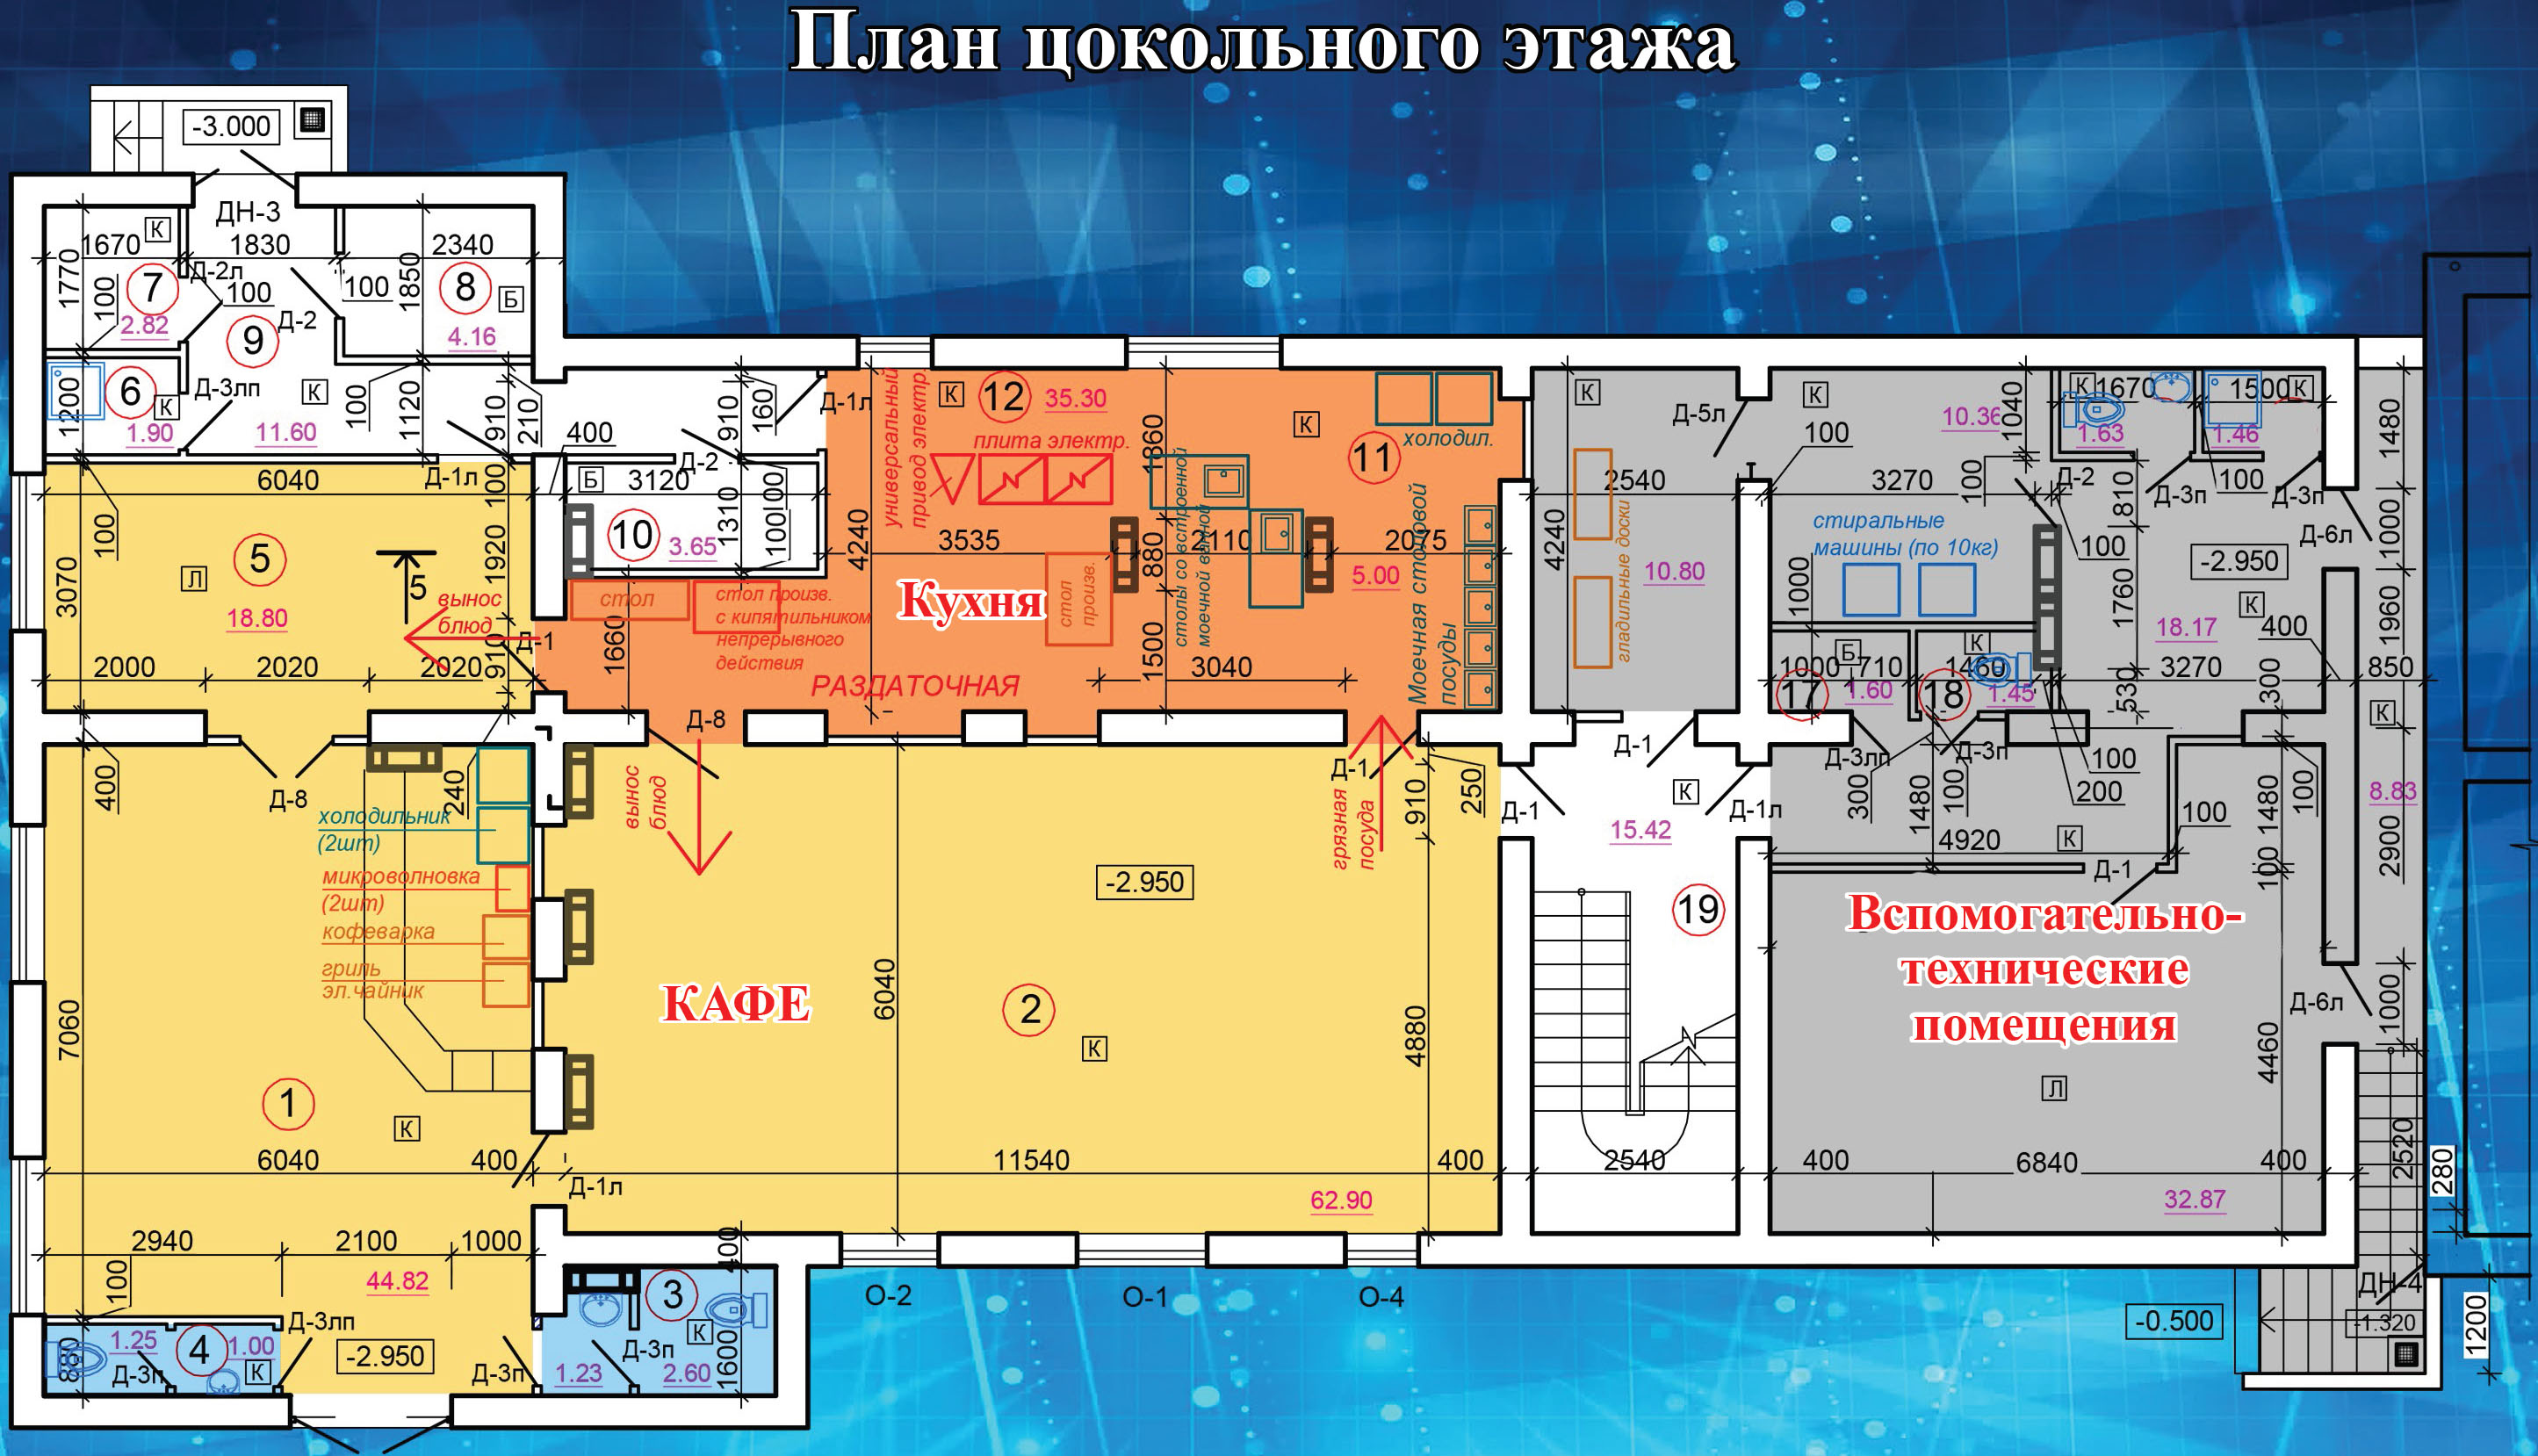 План цокольного этажа
-3.000
ДН-3
К
1670
1830
2340
1770
100
7
Д-2л
100
100
1850
8
Б
2.82
9
Д-2
4.16
1200
6
К
Д-3лп
К
100
1120
910
210
1.90
11.60
400
910
160
Д-1л
универсальный
привод электр.
К
12
35.30
плита электр.
1860
К
холодил.
11
К
Д-5л
К
100
10.36
1040
К
1670
1500
К
1.63
1.46
1480
6040
Д-1л
100
Б
3120
Д-2
1310
100
100
10
3.65
4240
3535
880
2110
2075
столы со встроенной
моечной ванной
Моечная столовой
посуды
5.00
2540
4240
10.80
гладильные доски
3270
100
Д-2
1810
Д-3п
100
Д-3п
1000
Д-6л
стиральные
машины (по 10кг)
100
-2.950
1000
1760
К
18.17
400
1960
3070
100
5
Л
18.80
5
1920
вынос
блюд
910
Д-1
2000
2020
2020
стол
1660
стол произв.
с кипятильником
непрерывного
действия
Кухня
стол
произв.
1500
3040
РАЗДАТОЧНАЯ
1000
1710
Б
17
1.60
К
1460
18
1.45
530
3270
300
850
К
400
Д-8
240
Д-8
вынос
блюд
Д-1
грязная
посуда
910
250
Д-1
Д-1
К
Д-1л
15.42
Д-3лп
300
1480
100
Д-3п
100
200
4920
К
100
1480
100
8.83
2900
холодильник
(2шт)
микроволновка
(2шт)
кофеварка
гриль
эл.чайник
-2.950
19
Д-1
100
Вспомогательно-
технические
помещения
7060
КАФЕ
6040
2
К
4880
4460
Д-6л
1000
1
К
Л
6040
400
11540
400
2540
400
6840
400
2520
280
Д-1л
62.90
32.87
2940
2100
1000
400
100
44.82
О-2
О-1
О-4
ДН-4
-0.500
-1.320
1200
880
1.25
4
1.00
Д-3п
К
Д-3лп
-2.950
Д-3п
3
К
Д-3п
1.23
2.60
1600